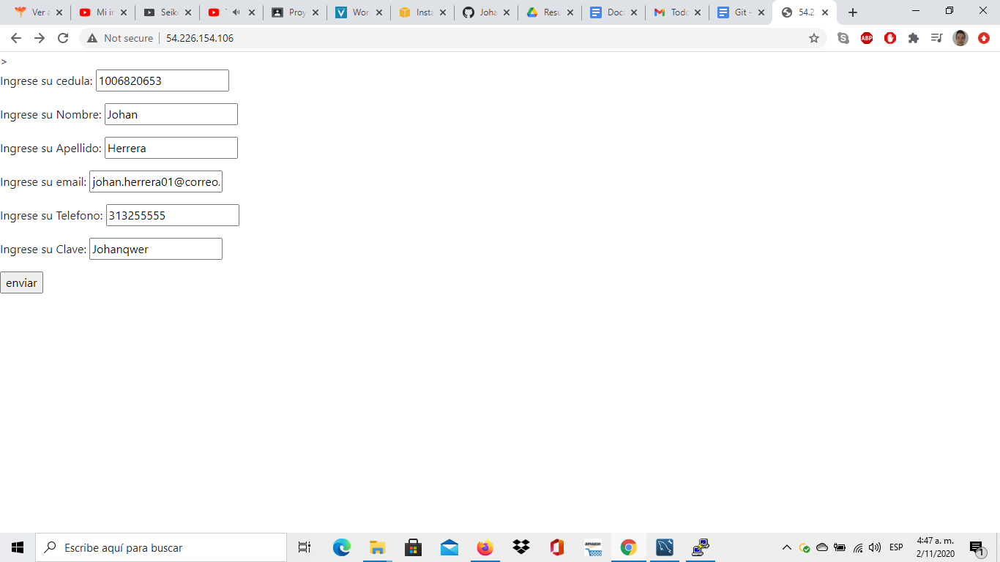 Ver a
Mi ir
Seike
Proy
Wor
Insta
Joha
Resu
Docu
Todo
Git -
54.2
Not secure
54.226.154.106
ABP
>
Ingrese su cedula: 1006820653
Ingrese su Nombre: Johan
Ingrese su Apellido: Herrera
Ingrese su email: johan.herrera01@correo.
Ingrese su Telefono: 313255555
Ingrese su Clave: Johanqwer
enviar
Escribe aquí para buscar
amazon
ESP
4:47 a. m.
2/11/2020
1